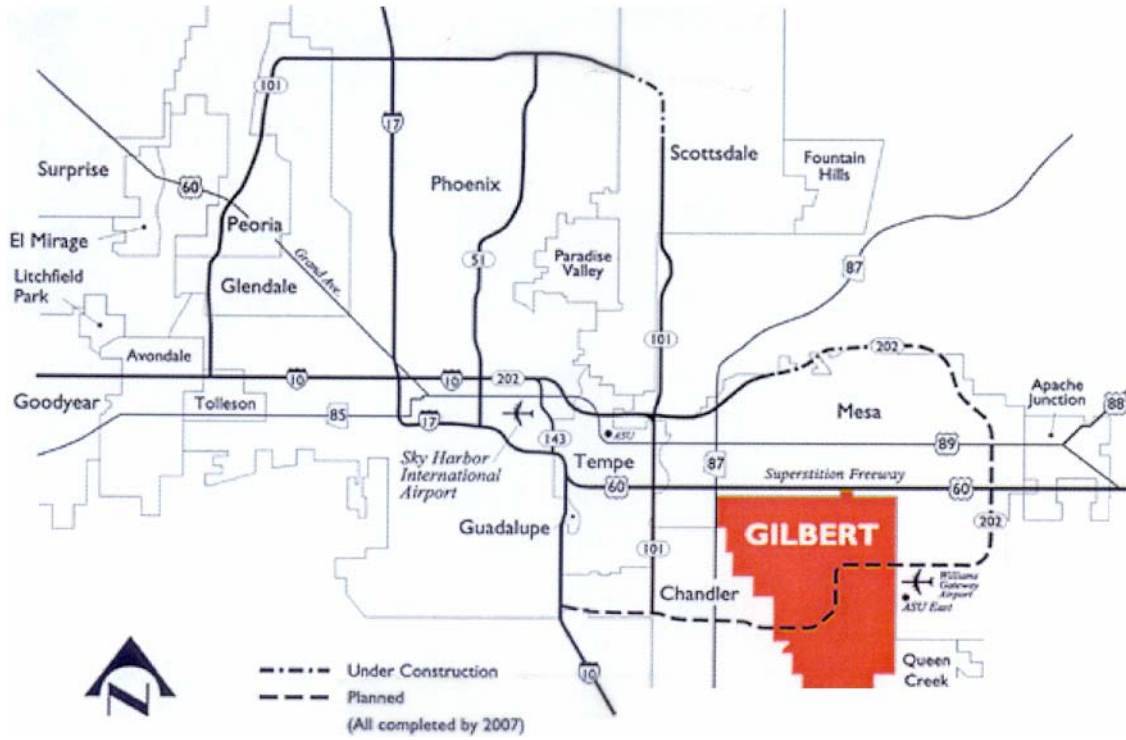 101
17
Surprise
60
Phoenix
Scottsdale
Fountain
Hills
El Mirage
Peoria
Litchfield
Park
Glendale
Grand Ave.
51
Paradise
Valley
87
101
Avondale
202
Goodyear
Tolleson
10
10
202
Mesa
Apache
Junction
88
85
17
143
ASU
89
Sky Harbor
International
Airport
Tempe
87
Superstition Freeway
60
60
Guadalupe
GILBERT
202
101
Chandler
Williams
Gateway
Airport
ASU East
Queen
Creek
10
N
Under Construction
Planned
(All completed by 2007)